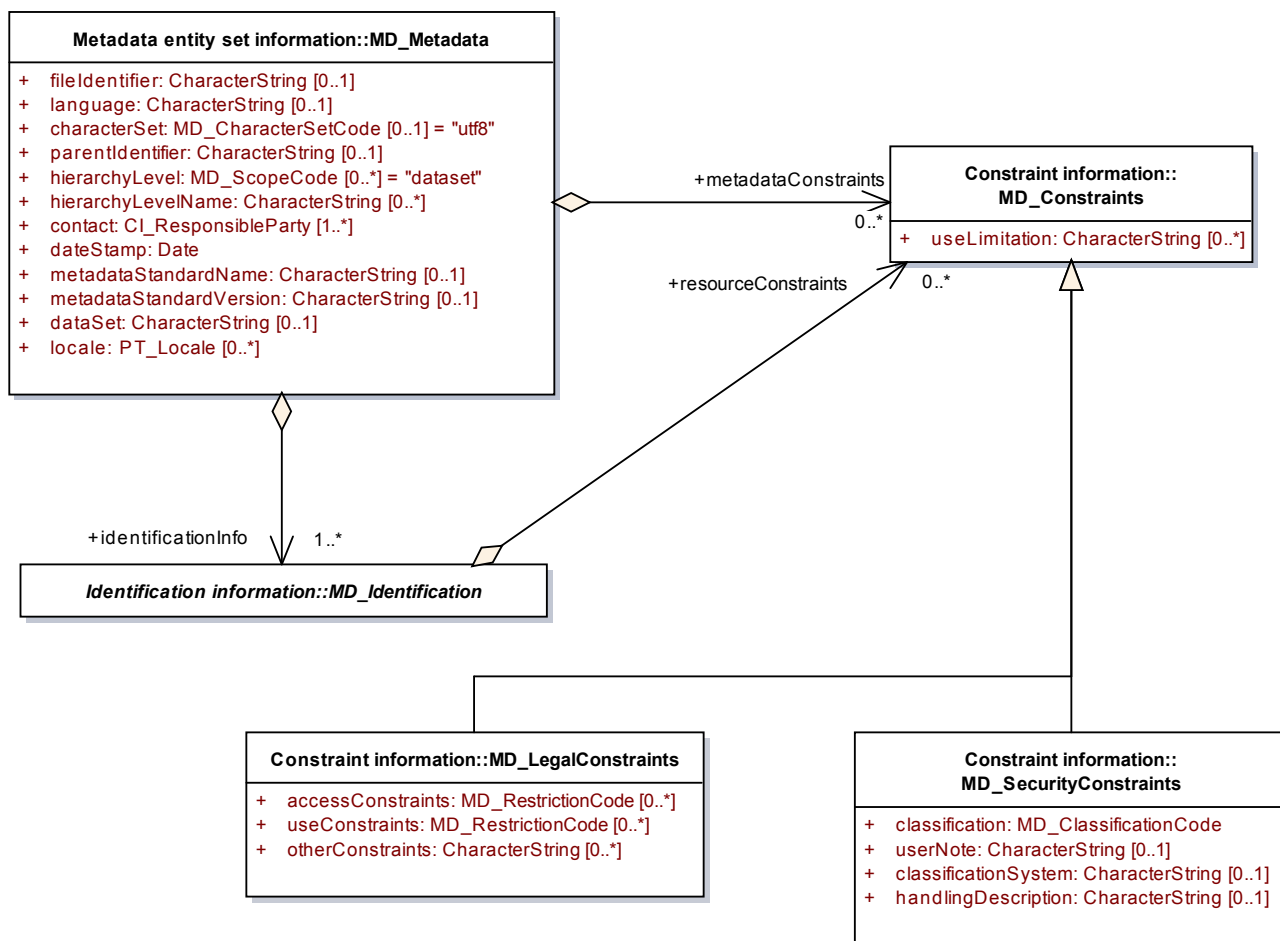 Metadata entity set information::MD_Metadata
+ fileIdentifier: CharacterString [0..1]
+ language: CharacterString [0..1]
+ characterSet: MD_CharacterSetCode [0..1] = "utf8"
+ parentIdentifier: CharacterString [0..1]
+ hierarchyLevel: MD_ScopeCode [0..*] = "dataset"
+ hierarchyLevelName: CharacterString [0..*]
+ contact: CI_ResponsibleParty [1..*]
+ dateStamp: Date
+ metadataStandardName: CharacterString [0..1]
+ metadataStandardVersion: CharacterString [0..1]
+ dataSet: CharacterString [0..1]
+ locale: PT_Locale [0..*]
+metadataConstraints
0..*
Constraint information::
MD_Constraints
+ useLimitation: CharacterString [0..*]
+resourceConstraints
0..*
+identificationInfo
1..*
Identification information::MD_Identification
Constraint information::MD_LegalConstraints
+ accessConstraints: MD_RestrictionCode [0..*]
+ useConstraints: MD_RestrictionCode [0..*]
+ otherConstraints: CharacterString [0..*]
Constraint information::
MD_SecurityConstraints
+ classification: MD_ClassificationCode
+ userNote: CharacterString [0..1]
+ classificationSystem: CharacterString [0..1]
+ handlingDescription: CharacterString [0..1]